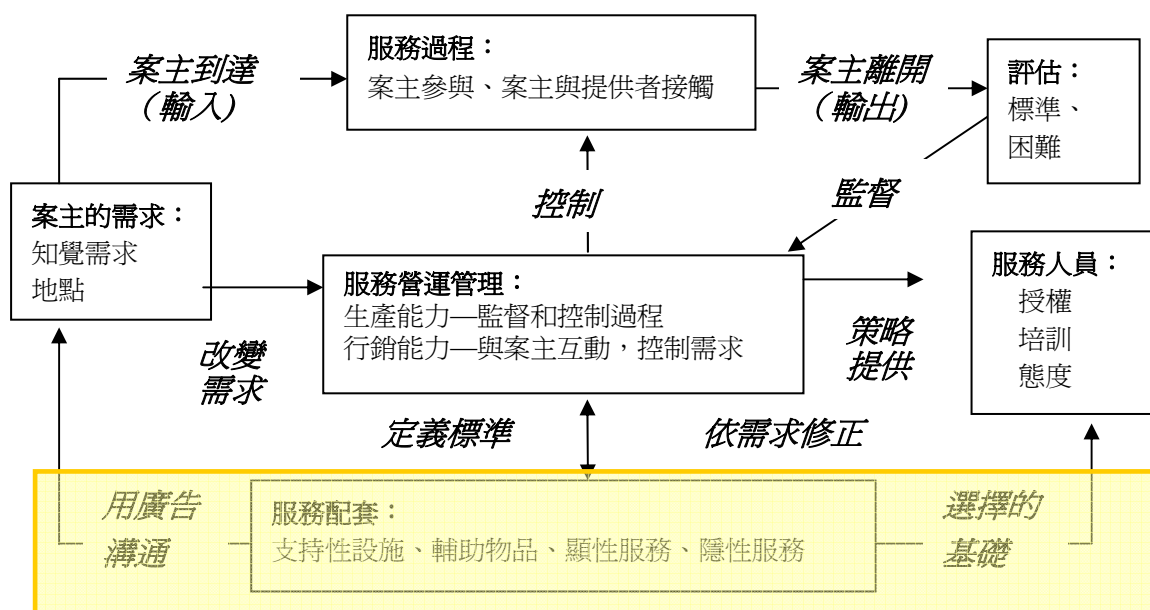 案主到達
（輸入）
服務過程：
案主參與、案主與提供者接觸
案主離開
（輸出）
評估：
標準、
困難
控制
監督
案主的需求：
知覺需求
地點
服務營運管理：
生產能力—監督和控制過程
行銷能力—與案主互動，控制需求
服務人員：
授權
培訓
態度
改變
需求
策略
提供
定義標準
依需求修正
用廣告
溝通
服務配套：
支持性設施、輔助物品、顯性服務、隱性服務
選擇的
基礎